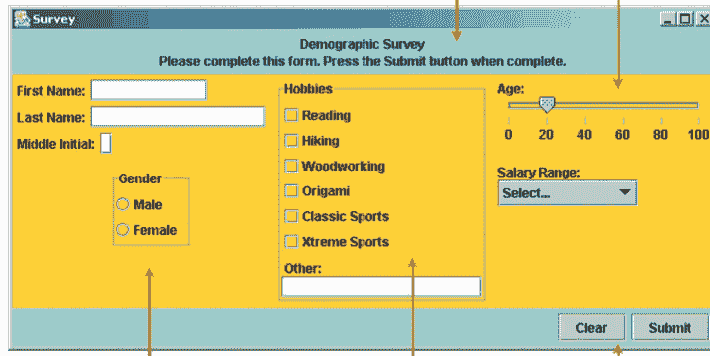 Survey
Demographic Survey
Please complete this form. Press the Submit button when complete.
First Name:
Last Name:
Middle Initial:
Gender
Male
Female
Hobbies
Reading
Hiking
Woodworking
Origami
Classic Sports
Xtreme Sports
Other:
Age:
0 20 40 60 80 100
Salary Range:
Select...
Clear Submit